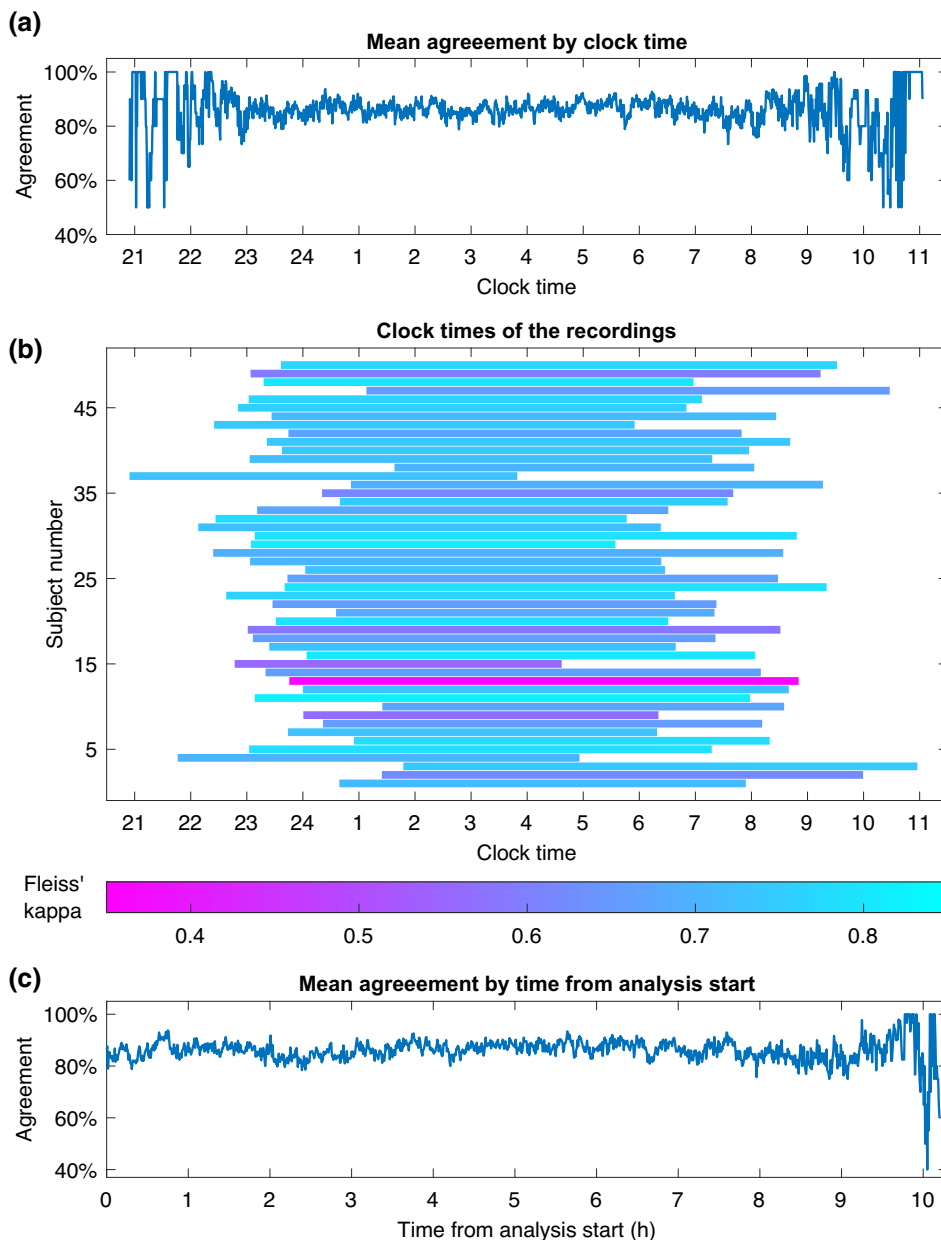 (a)
Mean agreeement by clock time
100%
80%
60%
40%
Agreement
21 22 23 24 1 2 3 4 5 6 7 8 9 10 11
Clock time
(b)
Clock times of the recordings
45
35
25
15
5
Subject number
21 22 23 24 1 2 3 4 5 6 7 8 9 10 11
Clock time
Fleiss'
kappa
0.4 0.5 0.6 0.7 0.8
(c)
Mean agreeement by time from analysis start
100%
80%
60%
40%
Agreement
0 1 2 3 4 5 6 7 8 9 10
Time from analysis start (h)